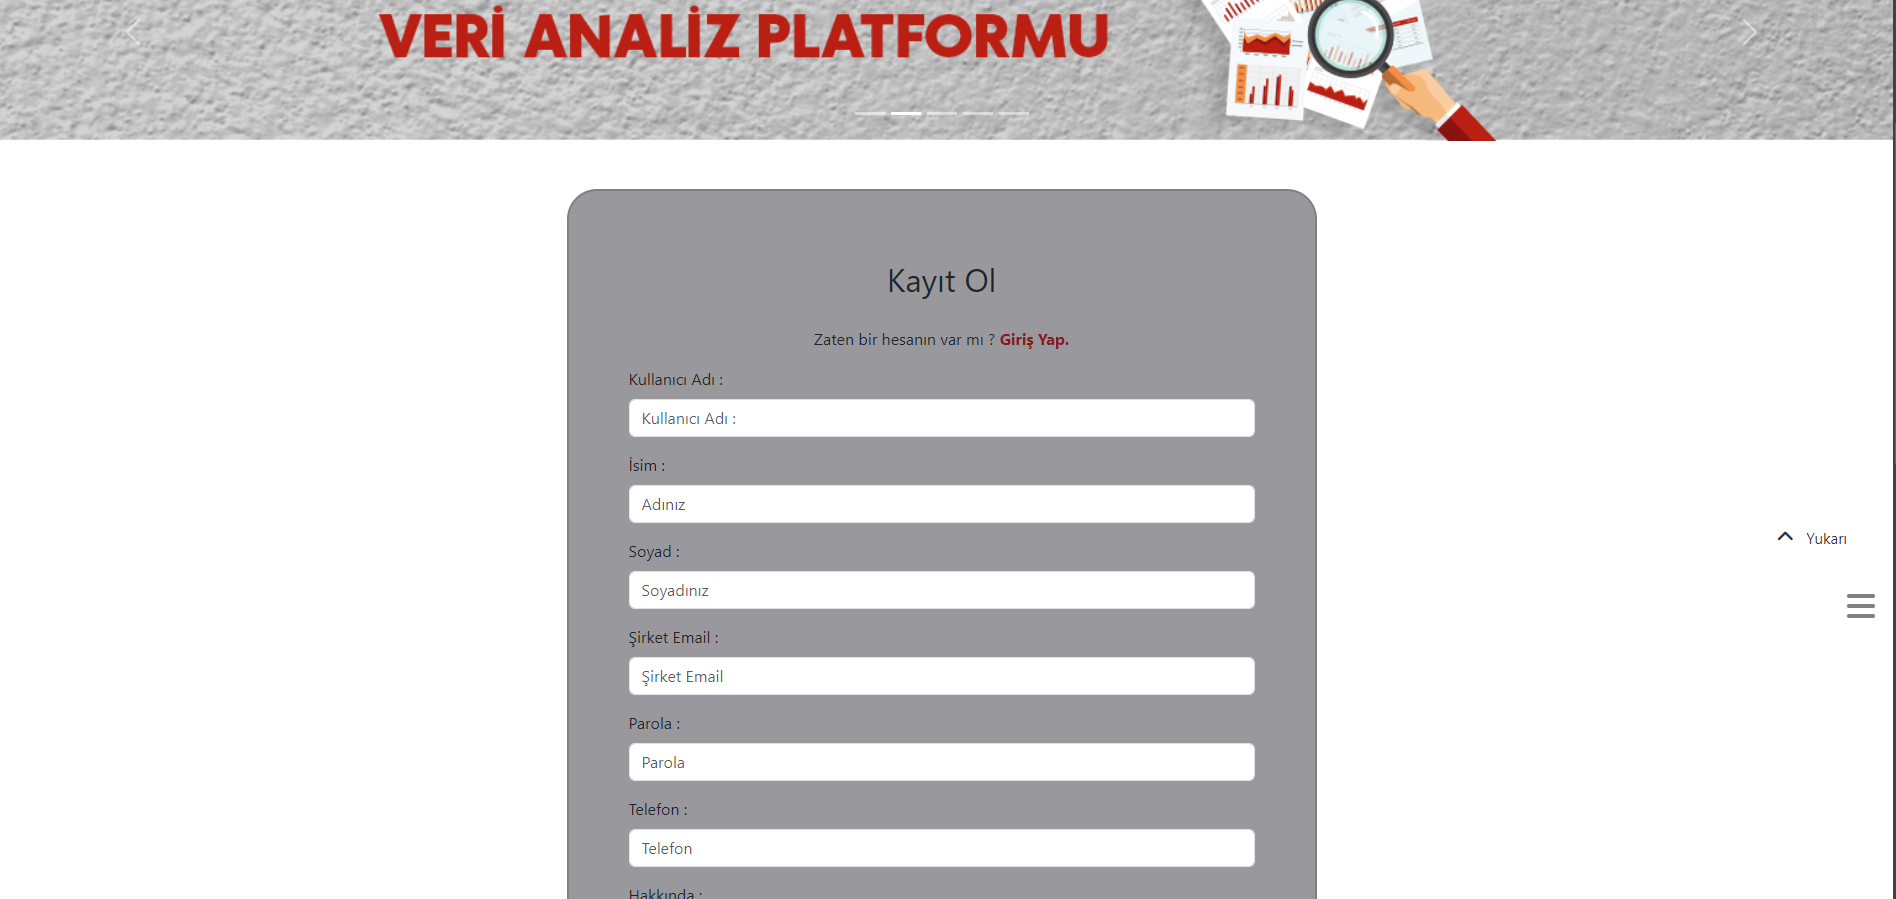 VERİ ANALİZ PLATFORMU
Kayıt Ol
Zaten bir hesanın var mı ? Giriş Yap.
Kullanıcı Adı :
Kullanıcı Adı :
İsim :
Adınız
Soyad :
Soyadınız
Şirket Email :
Şirket Email
Yukarı
Parola :
Parola
Telefon :
Telefon
Hakkında :